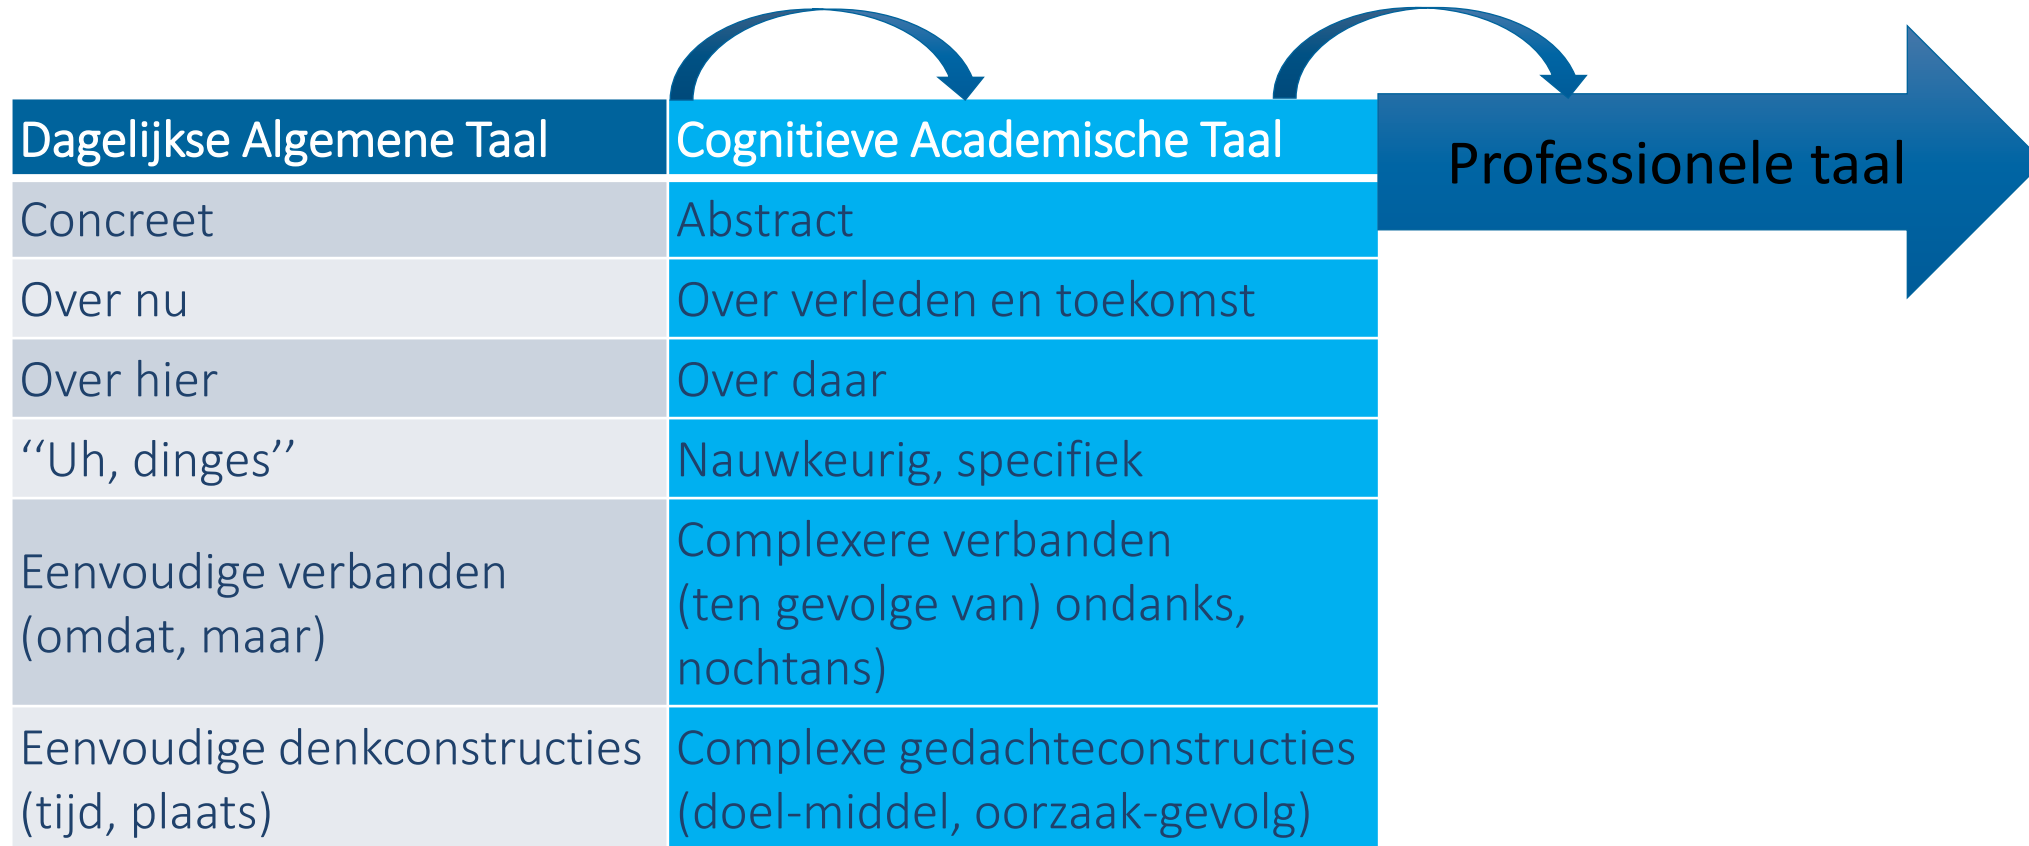 Dagelijkse Algemene Taal
Cognitieve Academische Taal
Professionele taal
Concreet
Abstract
Over nu
Over verleden en toekomst
Over hier
Over daar
‘‘Uh, dinges’’
Nauwkeurig, specifiek
Eenvoudige verbanden
(omdat, maar)
Complexere verbanden
(ten gevolge van) ondanks,
nochtans)
Eenvoudige denkconstructies
(tijd, plaats)
Complexe gedachteconstructies
(doel-middel, oorzaak-gevolg)